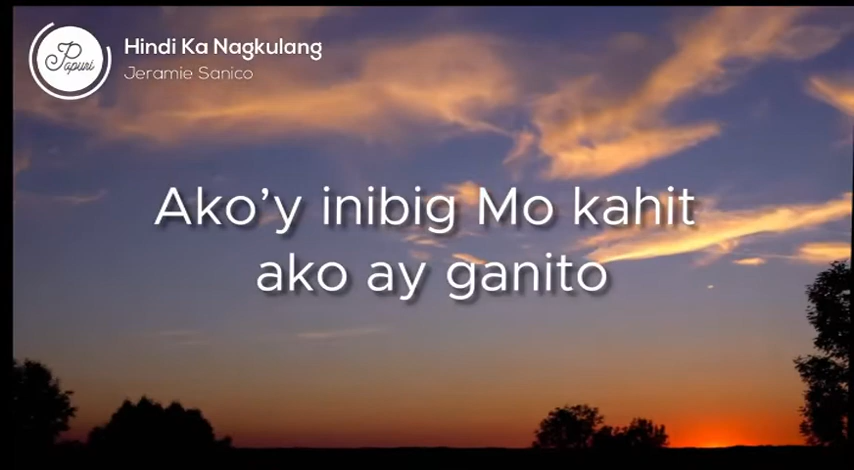 Papuri
Hindi Ka Nagkulang
Jeramie Sanico
Ako’y inibig Mo kahit
ako ay ganito